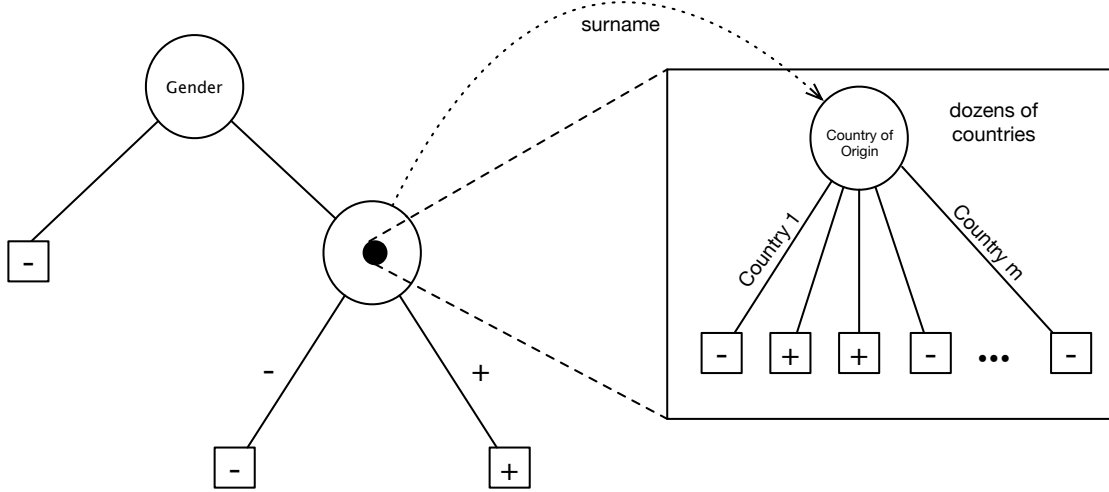 surname
Gender
dozens of
countries
Country of
Origin
Country 1
Country m
-
-
+
-
+
+
-
...
-
-
+